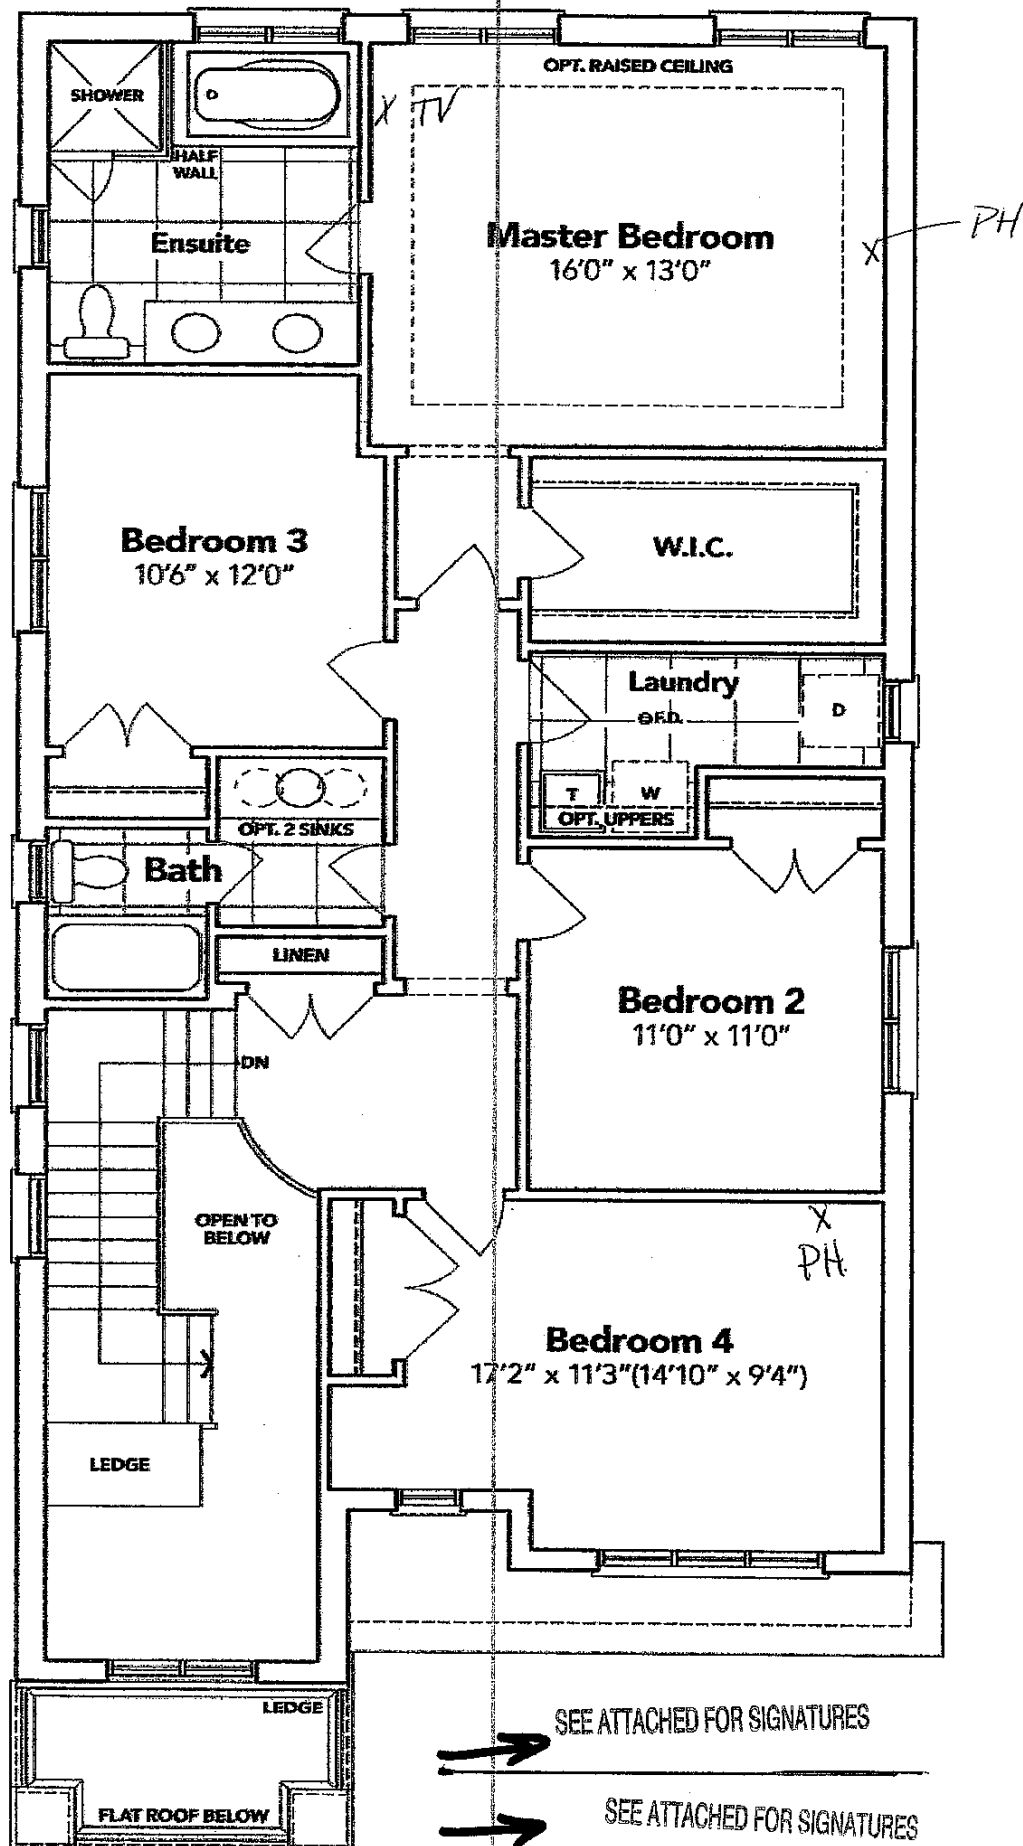 OPT. RAISED CEILING
SHOWER
X TV
HALF
WALL
Ensuite
Master Bedroom
16'0" x 13'0"
X PH
Bedroom 3
10'6" x 12'0"
W.I.C.
Laundry
F.D.
D
T
W
OPT. UPPERS
OPT. 2 SINKS
Bath
LINEN
Bedroom 2
11'0" x 11'0"
DN
OPEN TO
BELOW
X
PH.
Bedroom 4
17'2" x 11'3"(14'10" x 9'4")
LEDGE
LEDGE
FLAT ROOF BELOW
SEE ATTACHED FOR SIGNATURES
SEE ATTACHED FOR SIGNATURES